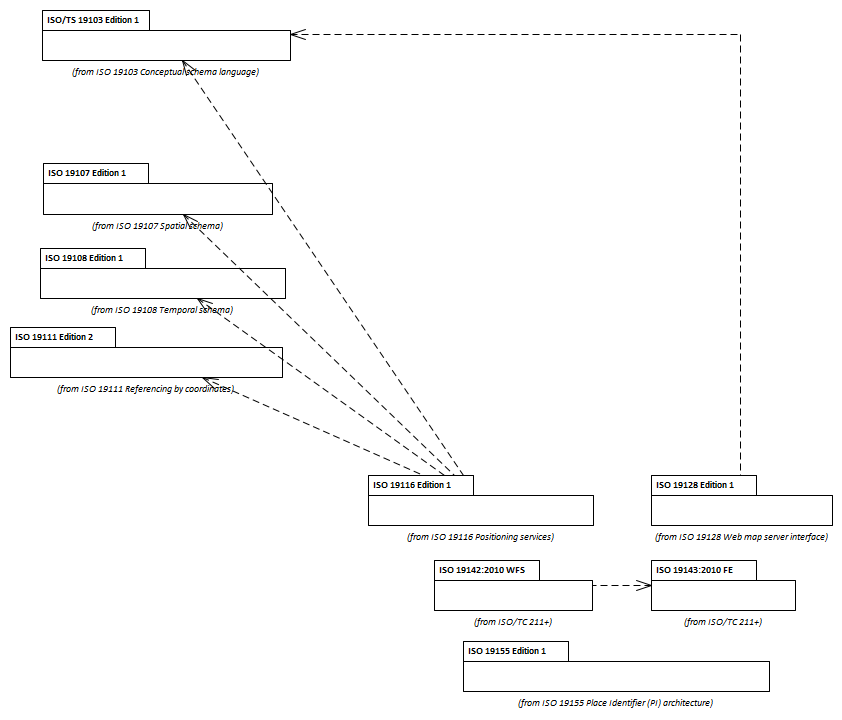 ISO/TS 19103 Edition 1
(from ISO 19103 Conceptual schema language)
ISO 19107 Edition 1
(from ISO 19107 Spatial schema)
ISO 19108 Edition 1
(from ISO 19108 Temporal schema)
ISO 19111 Edition 2
(from ISO 19111 Referencing by coordinates)
ISO 19116 Edition 1
(from ISO 19116 Positioning services)
ISO 19128 Edition 1
(from ISO 19128 Web map server interface)
ISO 19142:2010 WFS
(from ISO/TC 211+)
ISO 19143:2010 FE
(from ISO/TC 211+)
ISO 19155 Edition 1
(from ISO 19155 Place Identifier (PI) architecture)